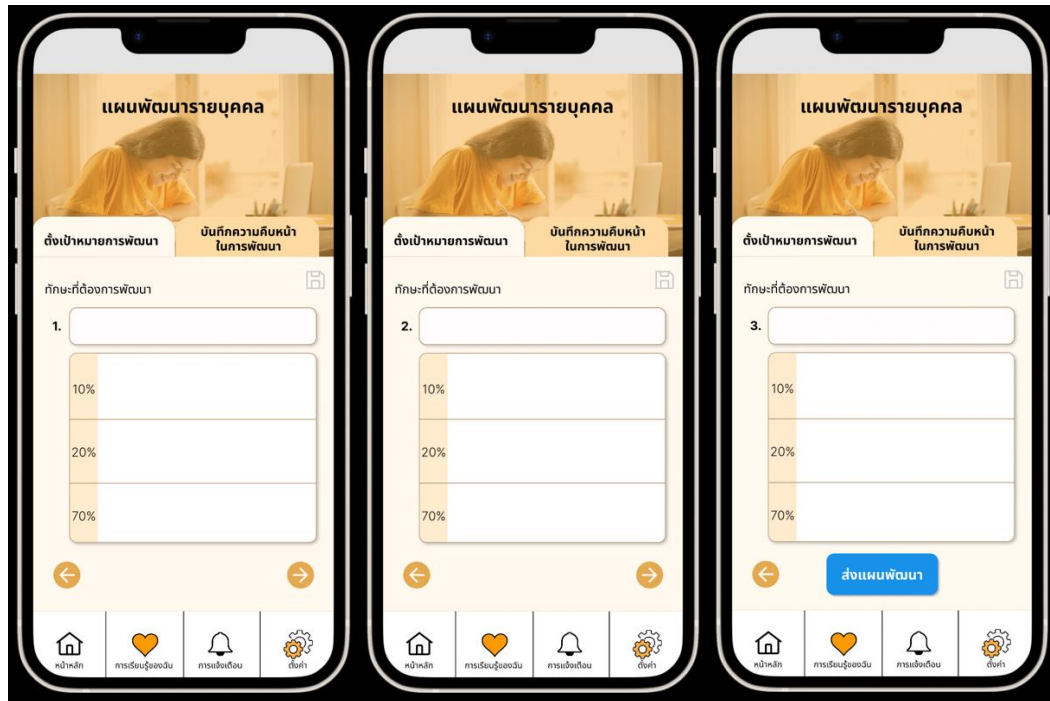 แผนพัฒนารายบุคคล
ตั้งเป้าหมายการพัฒนา
บันทึกความคืบหน้า
ในการพัฒนา
ทักษะที่ต้องการพัฒนา
1.
10%
20%
70%
หน้าหลัก
การเรียนรู้ของฉัน
การแจ้งเตือน
ตั้งค่า
แผนพัฒนารายบุคคล
ตั้งเป้าหมายการพัฒนา
บันทึกความคืบหน้า
ในการพัฒนา
ทักษะที่ต้องการพัฒนา
2.
10%
20%
70%
หน้าหลัก
การเรียนรู้ของฉัน
การแจ้งเตือน
ตั้งค่า
แผนพัฒนารายบุคคล
ตั้งเป้าหมายการพัฒนา
บันทึกความคืบหน้า
ในการพัฒนา
ทักษะที่ต้องการพัฒนา
3.
10%
20%
70%
ส่งแผนพัฒนา
หน้าหลัก
การเรียนรู้ของฉัน
การแจ้งเตือน
ตั้งค่า